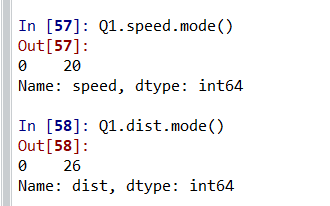 In [57]: Q1.speed.mode()
Out[57]:
0    20
Name: speed, dtype: int64
In [58]: Q1.dist.mode()
Out[58]:
0    26
Name: dist, dtype: int64